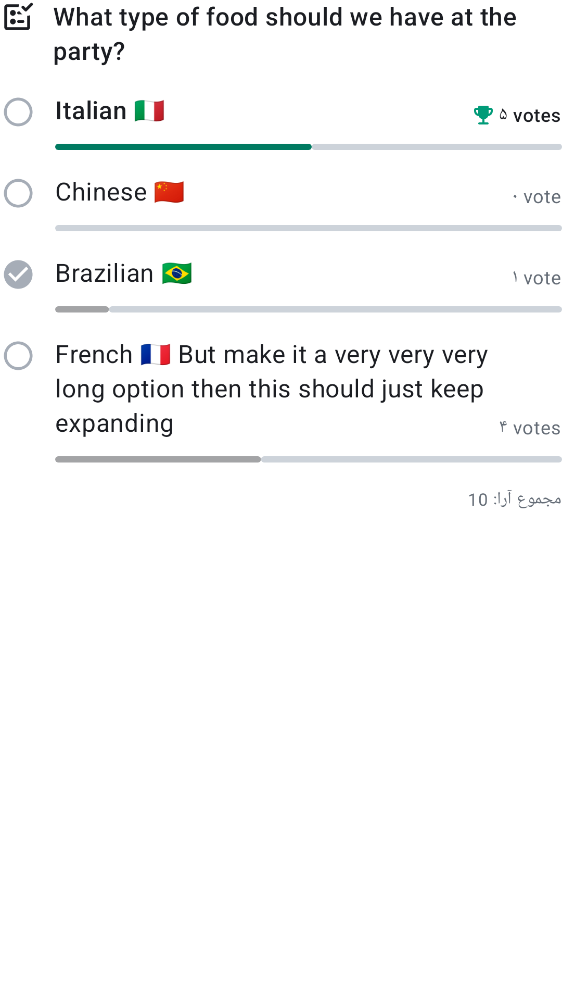 What type of food should we have at the
party?
Italian 🇮🇹 ۵ votes
Chinese 🇨🇳 ۰ vote
Brazilian 🇧🇷 ۱ vote
French 🇫🇷 But make it a very very very
long option then this should just keep
expanding ۴ votes
مجموع آرا: 10